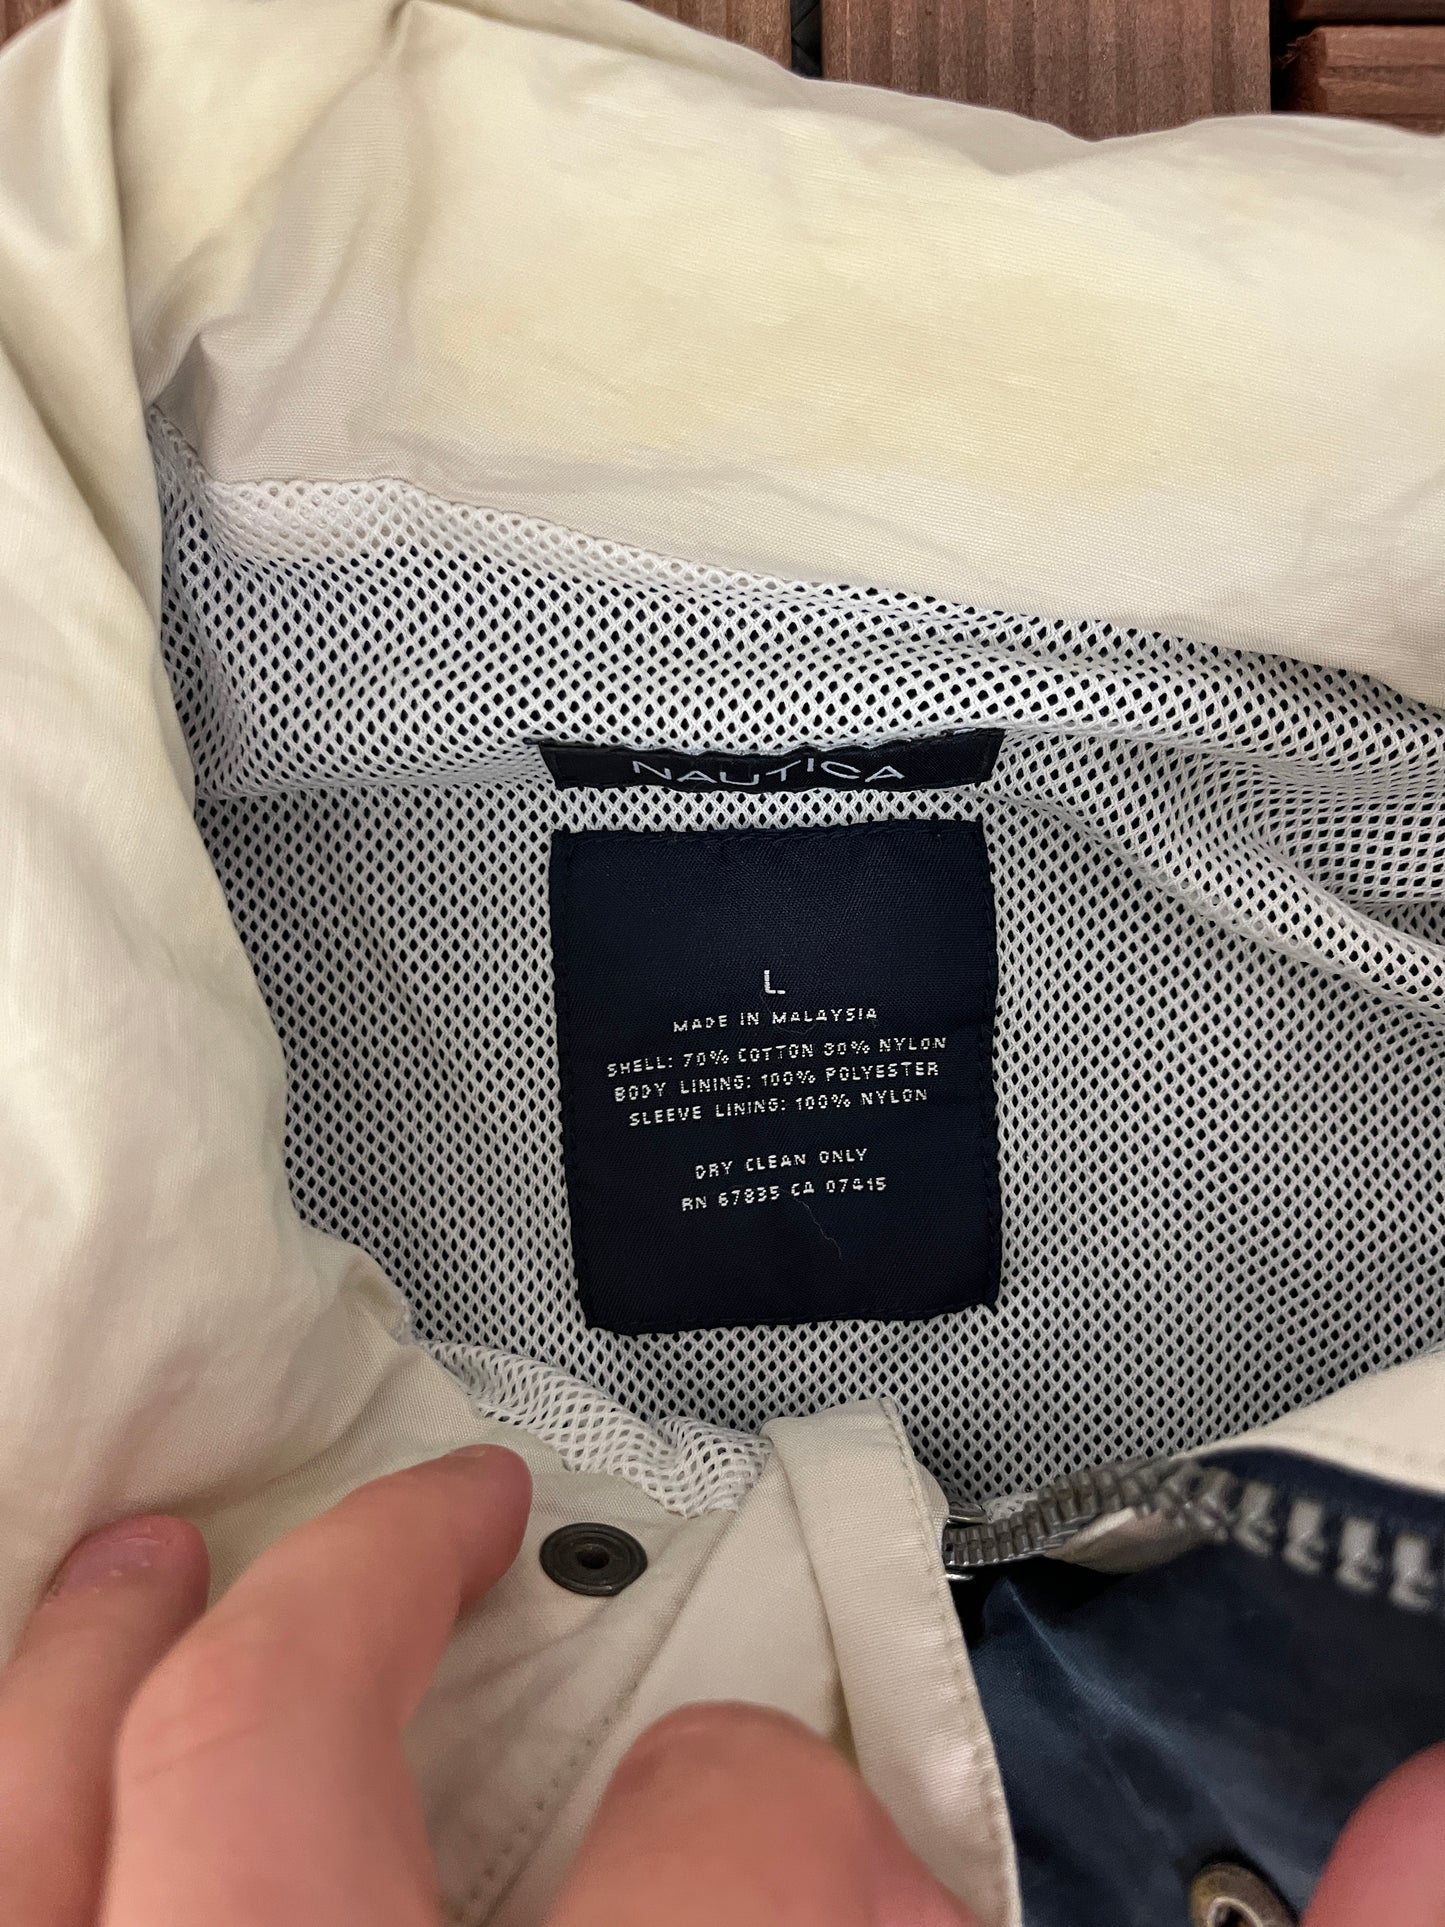 NAUTICA
L
MADE IN MALAYSIA
SHELL: 70% COTTON 30% NYLON
BODY LINING: 100% POLYESTER
SLEEVE LINING: 100% NYLON
DRY CLEAN ONLY
RN 67835 CA 07415